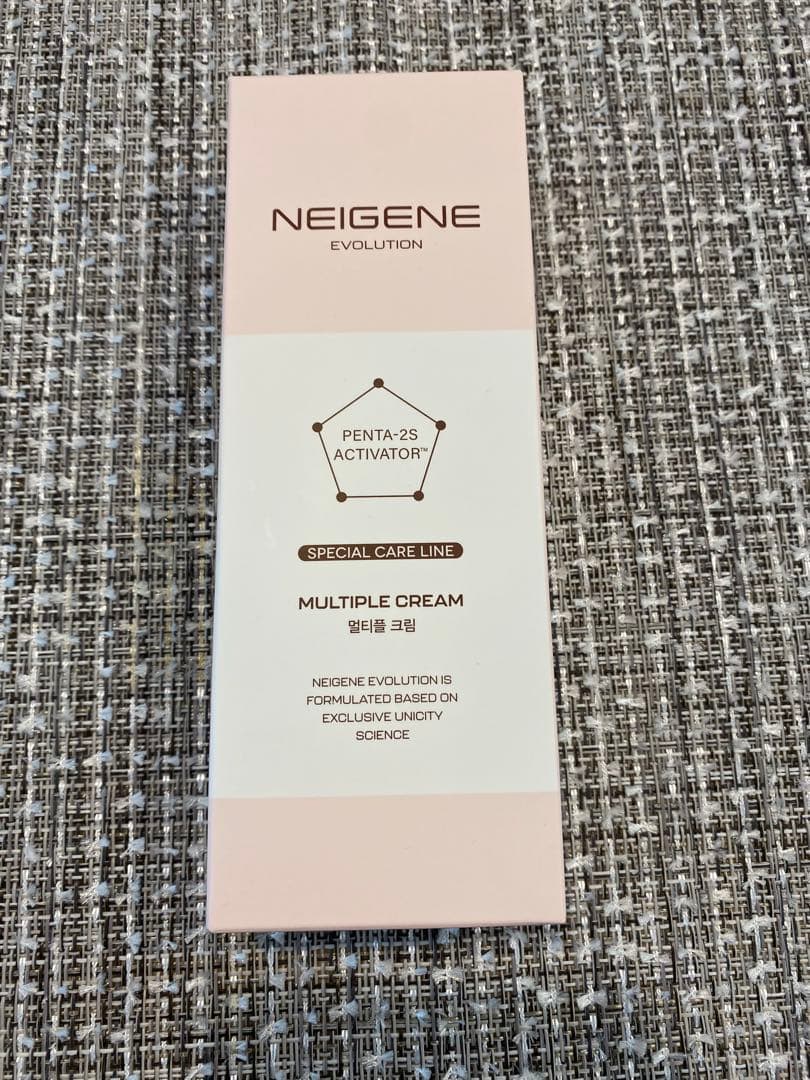 NEIGENE
EVOLUTION
PENTA-2S
ACTIVATOR™
SPECIAL CARE LINE
MULTIPLE CREAM
멀티플 크림
NEIGENE EVOLUTION IS
FORMULATED BASED ON
EXCLUSIVE UNICITY
SCIENCE